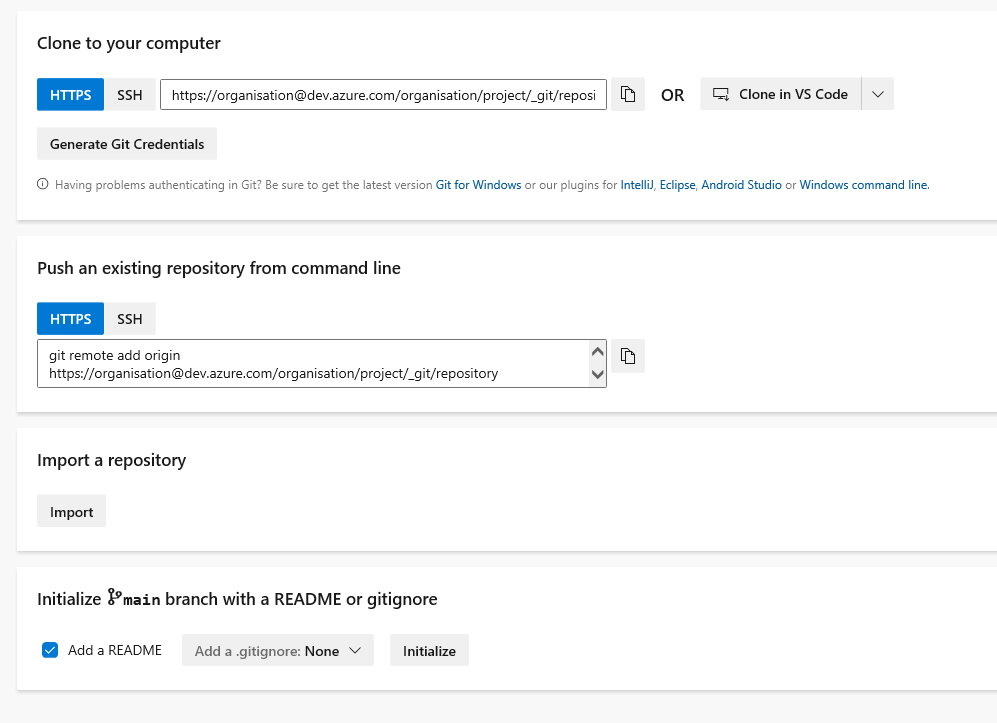 Clone to your computer
HTTPS SSH https://organisation@dev.azure.com/organisation/project/_git/reposi OR Clone in VS Code
Generate Git Credentials
Having problems authenticating in Git? Be sure to get the latest version Git for Windows or our plugins for IntelliJ, Eclipse, Android Studio or Windows command line.
Push an existing repository from command line
HTTPS SSH
git remote add origin
https://organisation@dev.azure.com/organisation/project/_git/repository
Import a repository
Import
Initialize main branch with a README or gitignore
Add a README Add a .gitignore: None Initialize